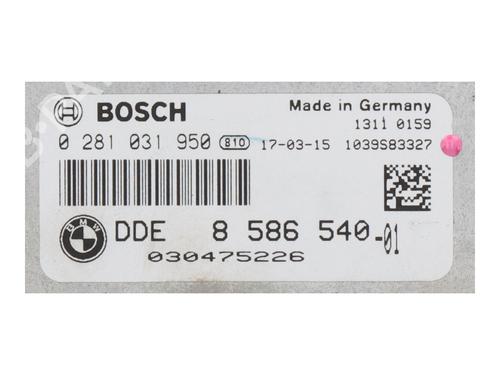 BOSCH
Made in Germany
1311 0159
0 281 031 950 810 17-03-15 1039S83327
BMW DDE 8 586 540-01
030475226